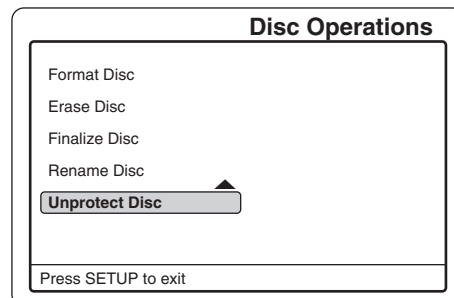 Disc Operations
Format Disc
Erase Disc
Finalize Disc
Rename Disc
Unprotect Disc
Press SETUP to exit